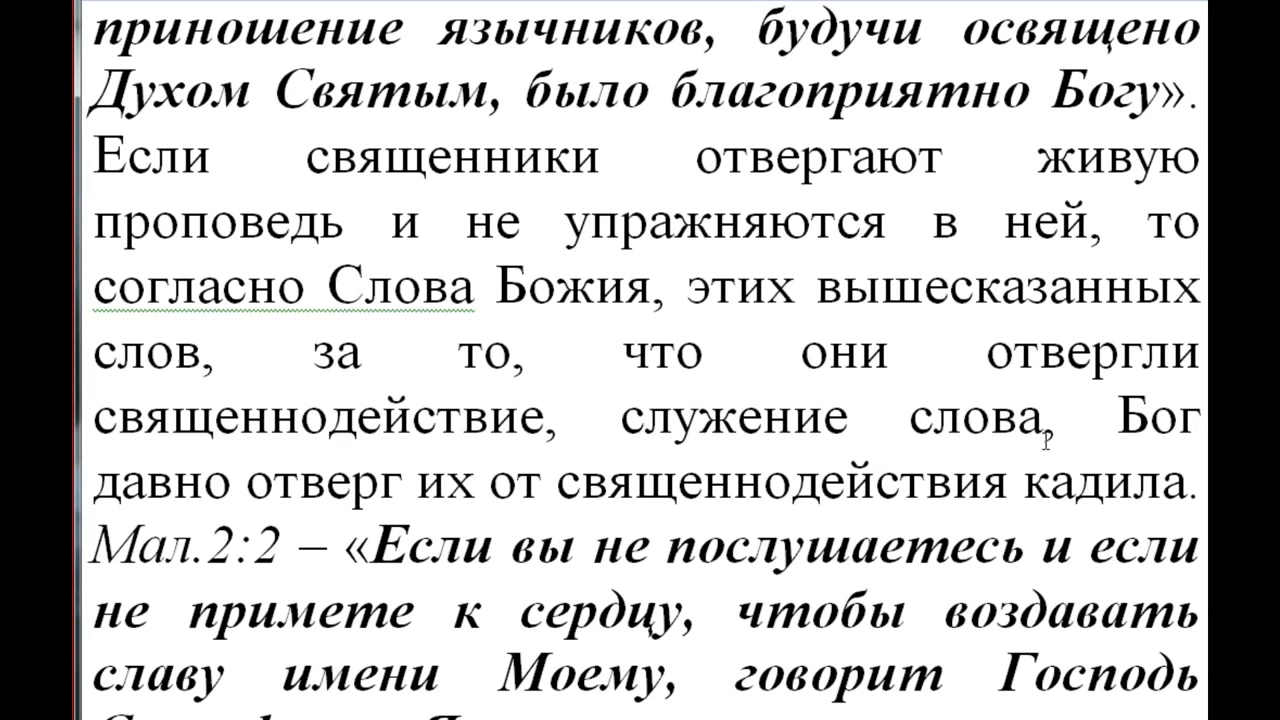 приношение язычников, будучи освящено
Духом Святым, было благоприятно Богу».
Если священники отвергают живую
проповедь и не упражняются в ней, то
согласно Слова Божия, этих вышесказанных
слов, за то, что они отвергли
священнодействие, служение слова, Бог
давно отверг их от священнодействия кадила.
Мал.2:2 – «Если вы не послушаетесь и если
не примете к сердцу, чтобы воздавать
славу имени Моему, говорит Господь